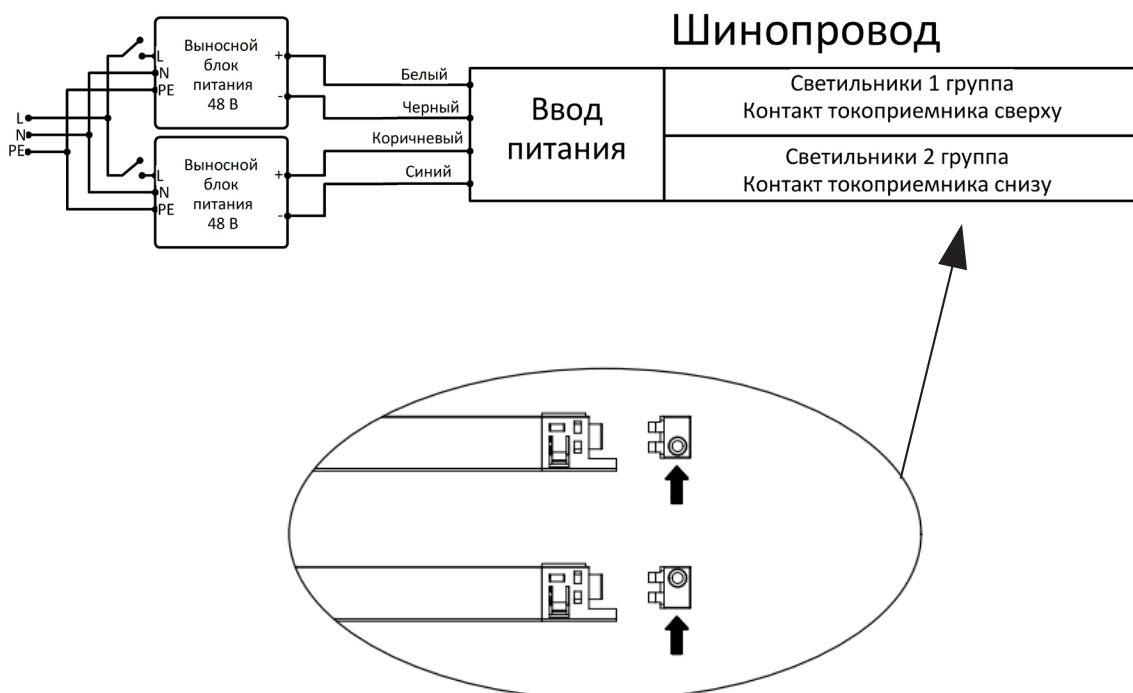 Шинопровод
L
N
PE
L
N
PE
Выносной
блок
питания
48 В
+
-
Белый
Черный
Коричневый
Синий
L
N
PE
Выносной
блок
питания
48 В
+
-
Ввод
питания
Светильники 1 группа
Контакт токоприемника сверху
Светильники 2 группа
Контакт токоприемника снизу